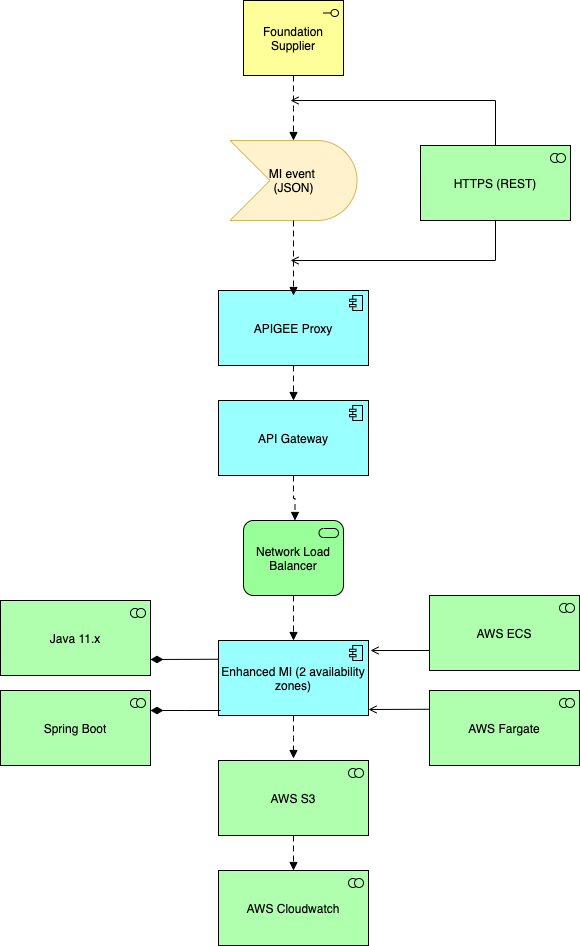 Foundation
Supplier
MI event
(JSON)
HTTPS (REST)
APIGEE Proxy
API Gateway
Network Load
Balancer
Java 11.x
AWS ECS
Enhanced MI (2 availability
zones)
Spring Boot
AWS Fargate
AWS S3
AWS Cloudwatch